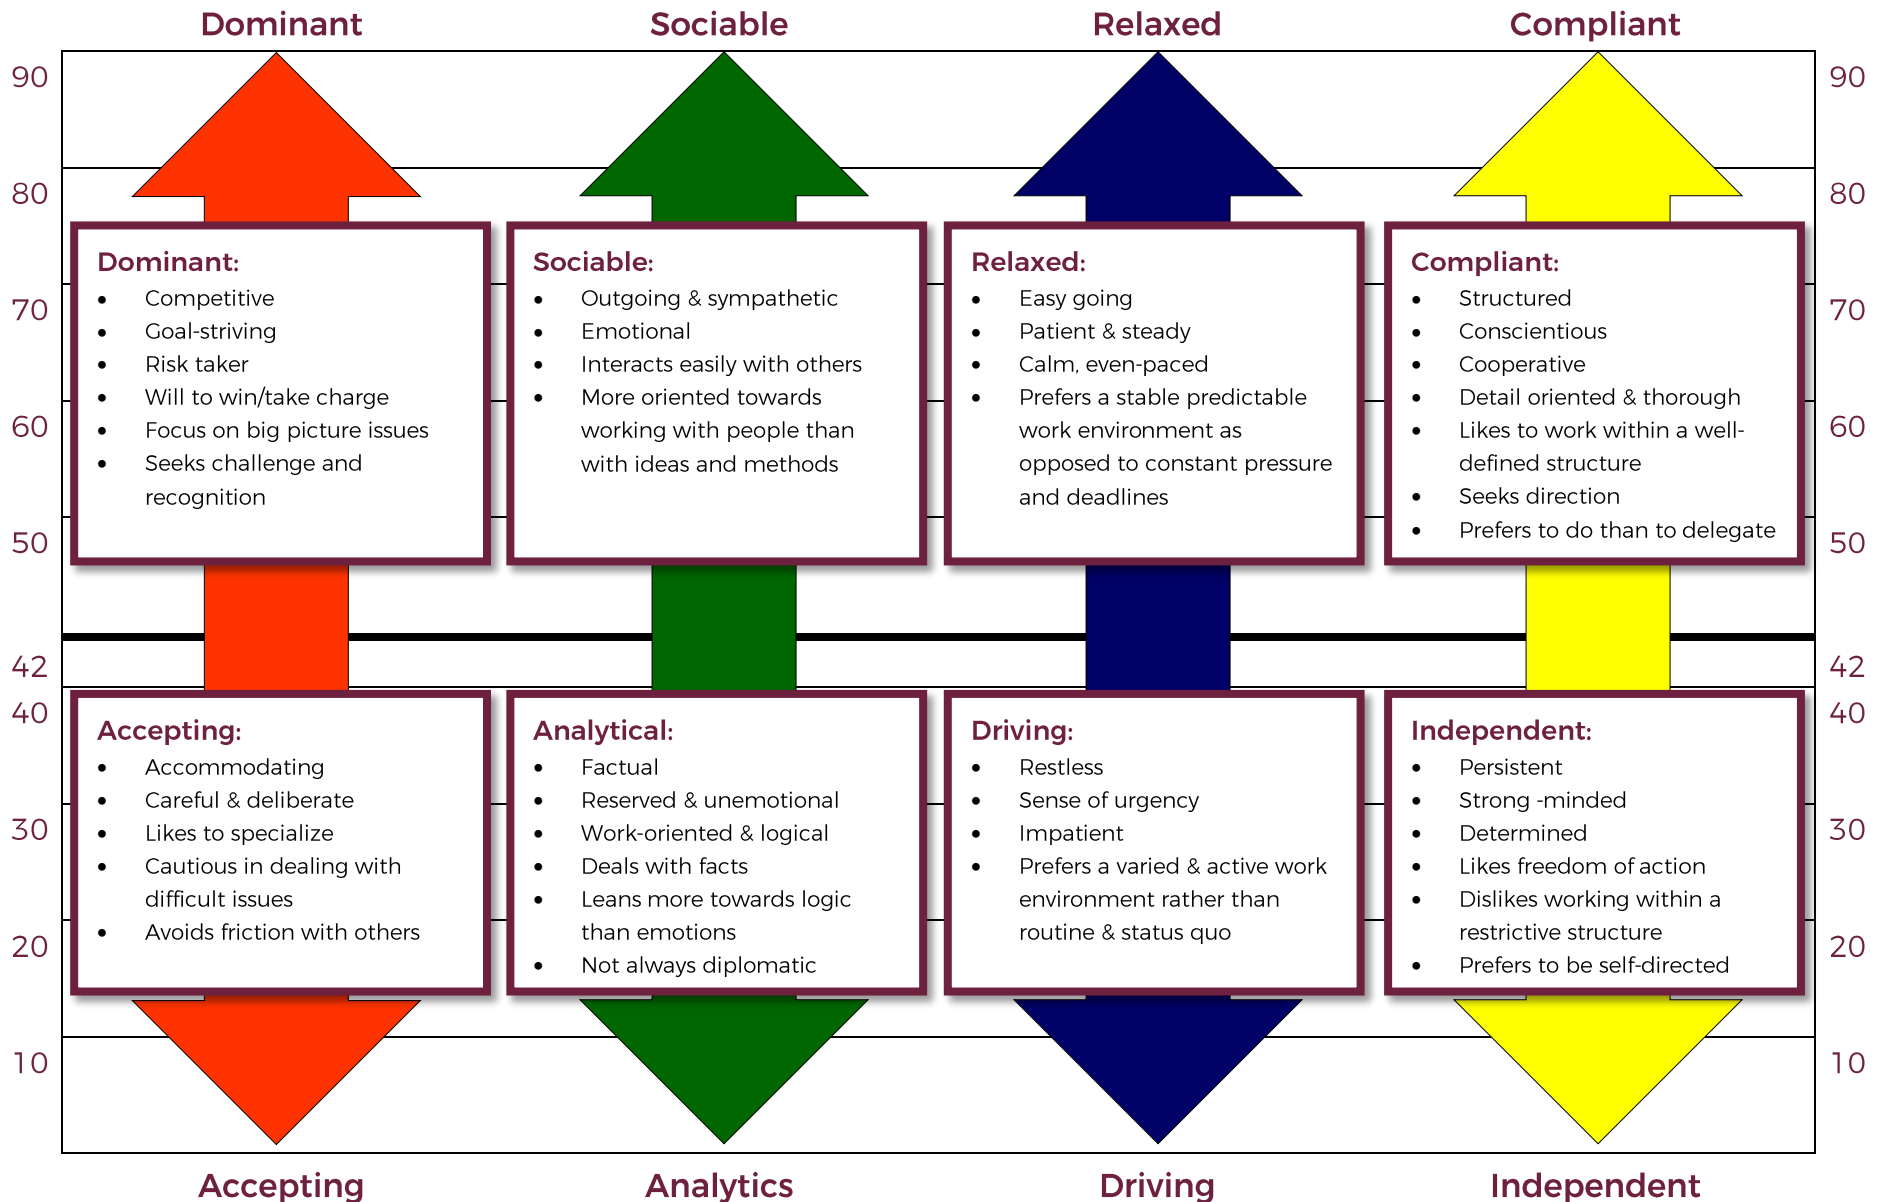 Dominant
Sociable
Relaxed
Compliant
90
90
80
80
70
70
60
60
50
50
42
42
40
40
30
30
20
20
10
10
Dominant:
• Competitive
• Goal-striving
• Risk taker
• Will to win/take charge
• Focus on big picture issues
• Seeks challenge and
recognition
Sociable:
• Outgoing & sympathetic
• Emotional
• Interacts easily with others
• More oriented towards
working with people than
with ideas and methods
Relaxed:
• Easy going
• Patient & steady
• Calm, even-paced
• Prefers a stable predictable
work environment as
opposed to constant pressure
and deadlines
Compliant:
• Structured
• Conscientious
• Cooperative
• Detail oriented & thorough
• Likes to work within a well-
defined structure
• Seeks direction
• Prefers to do than to delegate
Accepting:
• Accommodating
• Careful & deliberate
• Likes to specialize
• Cautious in dealing with
difficult issues
• Avoids friction with others
Analytical:
• Factual
• Reserved & unemotional
• Work-oriented & logical
• Deals with facts
• Leans more towards logic
than emotions
• Not always diplomatic
Driving:
• Restless
• Sense of urgency
• Impatient
• Prefers a varied & active work
environment rather than
routine & status quo
Independent:
• Persistent
• Strong -minded
• Determined
• Likes freedom of action
• Dislikes working within a
restrictive structure
• Prefers to be self-directed
Accepting
Analytics
Driving
Independent